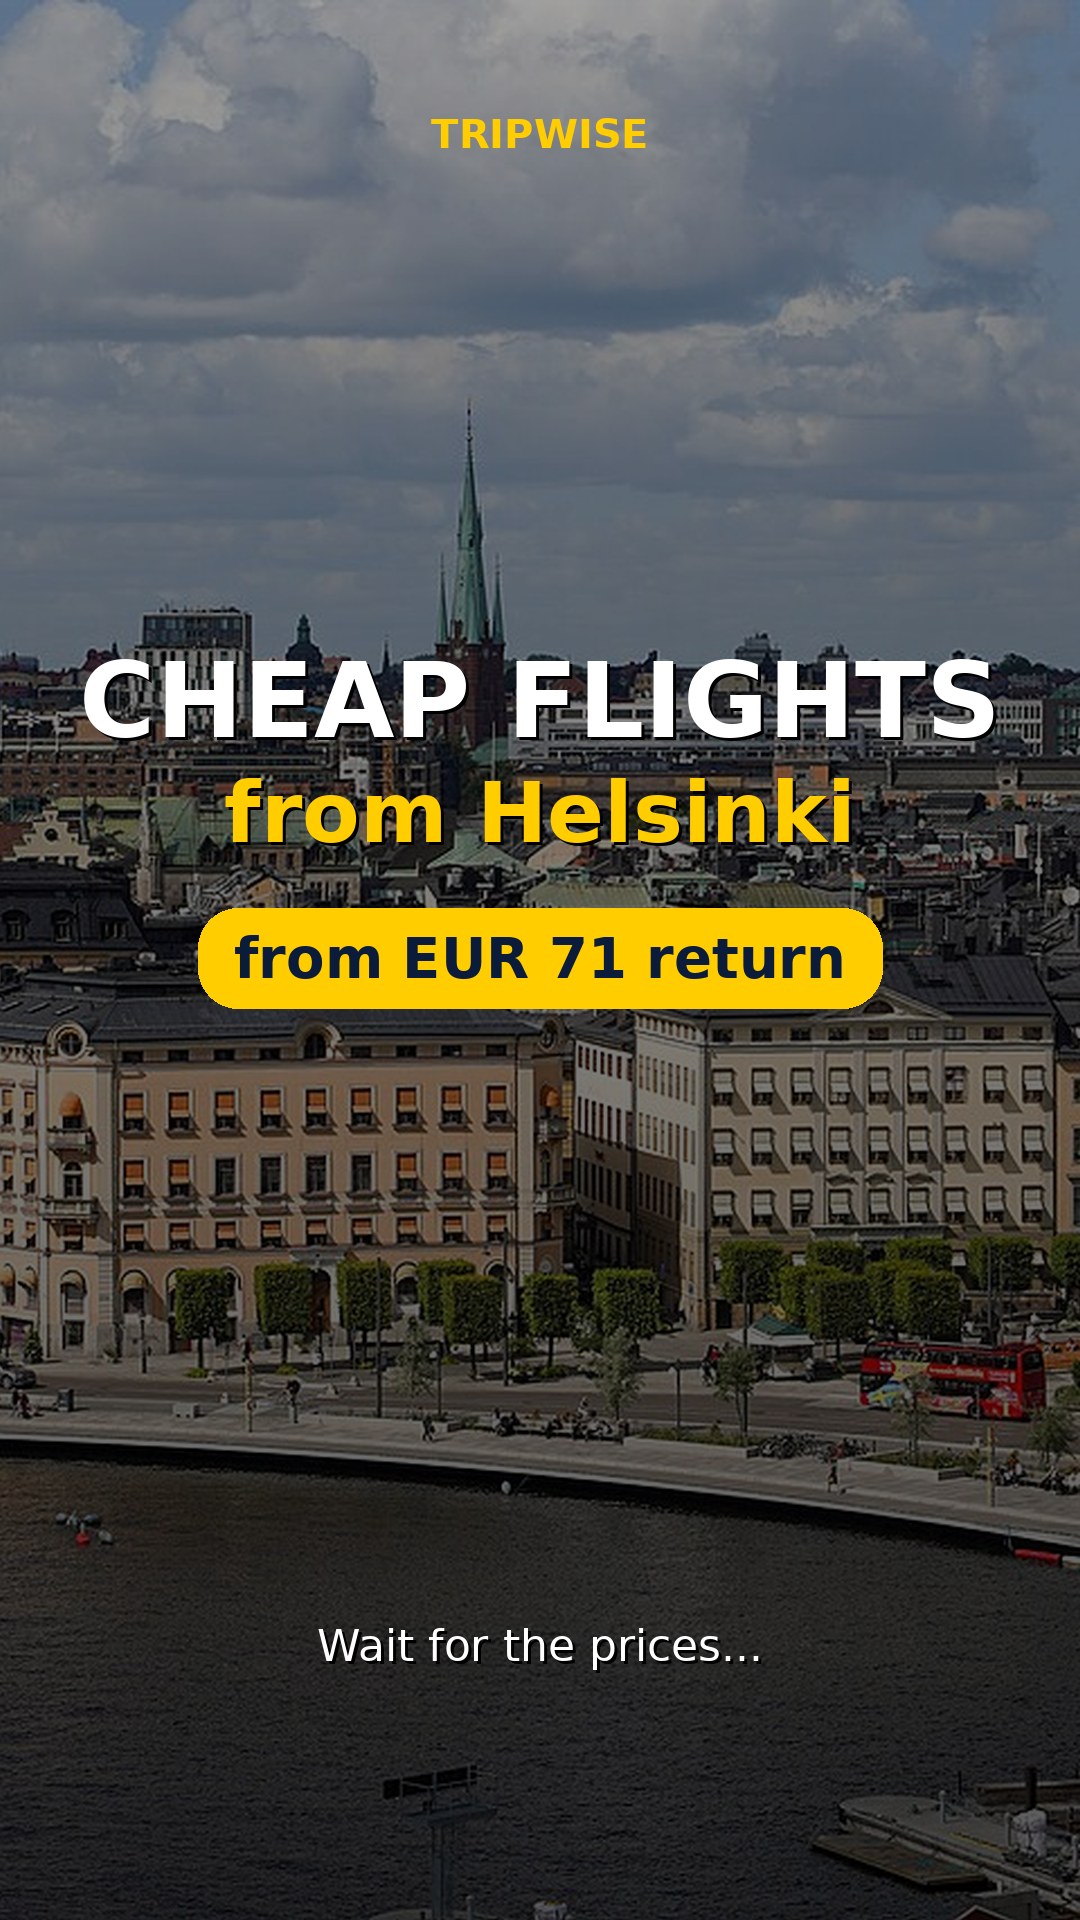 TRIPWISE
CHEAP FLIGHTS
from Helsinki
from EUR 71 return
Wait for the prices...